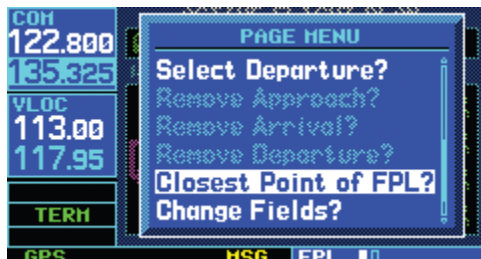 COM
122.800
135.325
VLOC
113.00
117.95
TERM
PAGE MENU
Select Departure?
Remove Approach?
Remove Arrival?
Remove Departure?
Closest Point of FPL?
Change Fields?
GPS
MSG
FPL